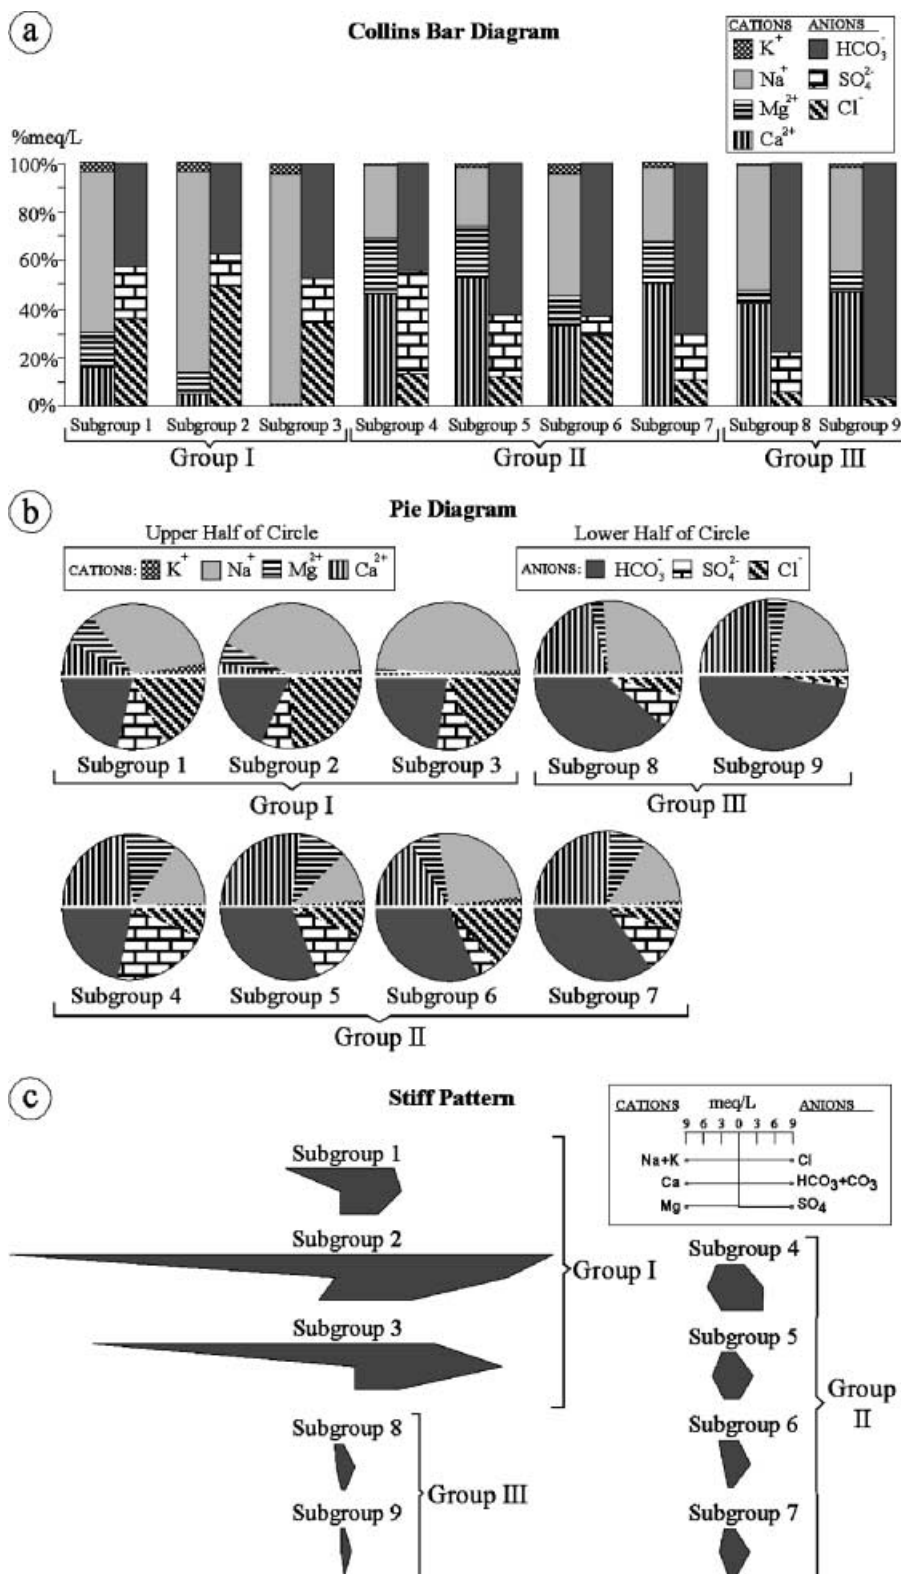 a
Collins Bar Diagram
CATIONS ANIONS
K+ HCO3-
Na+ SO42-
Mg2+ Cl-
Ca2+
%meq/L
100%
80%
60%
40%
20%
0%
Subgroup 1 Subgroup 2 Subgroup 3 Subgroup 4 Subgroup 5 Subgroup 6 Subgroup 7 Subgroup 8 Subgroup 9
Group I Group II Group III
b
Pie Diagram
Upper Half of Circle Lower Half of Circle
CATIONS: K+ Na+ Mg2+ Ca2+ ANIONS: HCO3- SO42- Cl-
Subgroup 1 Subgroup 2 Subgroup 3 Subgroup 8 Subgroup 9
Group I Group III
Subgroup 4 Subgroup 5 Subgroup 6 Subgroup 7
Group II
c
Stiff Pattern
CATIONS meq/L ANIONS
9 6 3 0 3 6 9
Na+K Cl
Ca HCO3+CO3
Mg SO4
Subgroup 1
Subgroup 2
Subgroup 3
Group I
Subgroup 8
Subgroup 9
Group III
Subgroup 4
Subgroup 5
Subgroup 6
Subgroup 7
Group
II